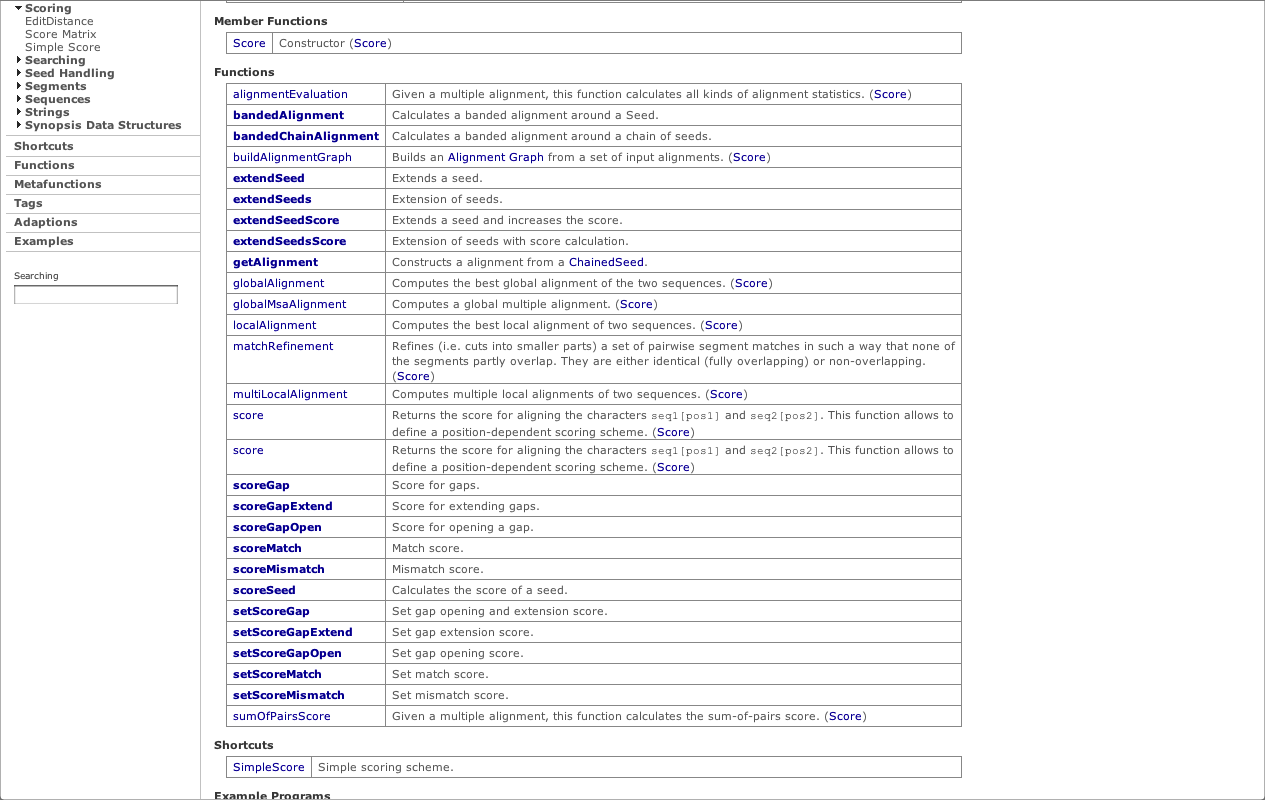 Scoring
EditDistance
Score Matrix
Simple Score
Searching
Seed Handling
Segments
Sequences
Strings
Synopsis Data Structures
Shortcuts
Functions
Metafunctions
Tags
Adaptions
Examples
Searching
Member Functions
Score Constructor (Score)
Functions
alignmentEvaluation Given a multiple alignment, this function calculates all kinds of alignment statistics. (Score)
bandedAlignment Calculates a banded alignment around a Seed.
bandedChainAlignment Calculates a banded alignment around a chain of seeds.
buildAlignmentGraph Builds an Alignment Graph from a set of input alignments. (Score)
extendSeed Extends a seed.
extendSeeds Extension of seeds.
extendSeedScore Extends a seed and increases the score.
extendSeedsScore Extension of seeds with score calculation.
getAlignment Constructs a alignment from a ChainedSeed.
globalAlignment Computes the best global alignment of the two sequences. (Score)
globalMsaAlignment Computes a global multiple alignment. (Score)
localAlignment Computes the best local alignment of two sequences. (Score)
matchRefinement Refines (i.e. cuts into smaller parts) a set of pairwise segment matches in such a way that none of
the segments partly overlap. They are either identical (fully overlapping) or non-overlapping.
(Score)
multiLocalAlignment Computes multiple local alignments of two sequences. (Score)
score Returns the score for aligning the characters seq1[pos1] and seq2[pos2]. This function allows to
define a position-dependent scoring scheme. (Score)
score Returns the score for aligning the characters seq1[pos1] and seq2[pos2]. This function allows to
define a position-dependent scoring scheme. (Score)
scoreGap Score for gaps.
scoreGapExtend Score for extending gaps.
scoreGapOpen Score for opening a gap.
scoreMatch Match score.
scoreMismatch Mismatch score.
scoreSeed Calculates the score of a seed.
setScoreGap Set gap opening and extension score.
setScoreGapExtend Set gap extension score.
setScoreGapOpen Set gap opening score.
setScoreMatch Set match score.
setScoreMismatch Set mismatch score.
sumOfPairsScore Given a multiple alignment, this function calculates the sum-of-pairs score. (Score)
Shortcuts
SimpleScore Simple scoring scheme.
Example Programs